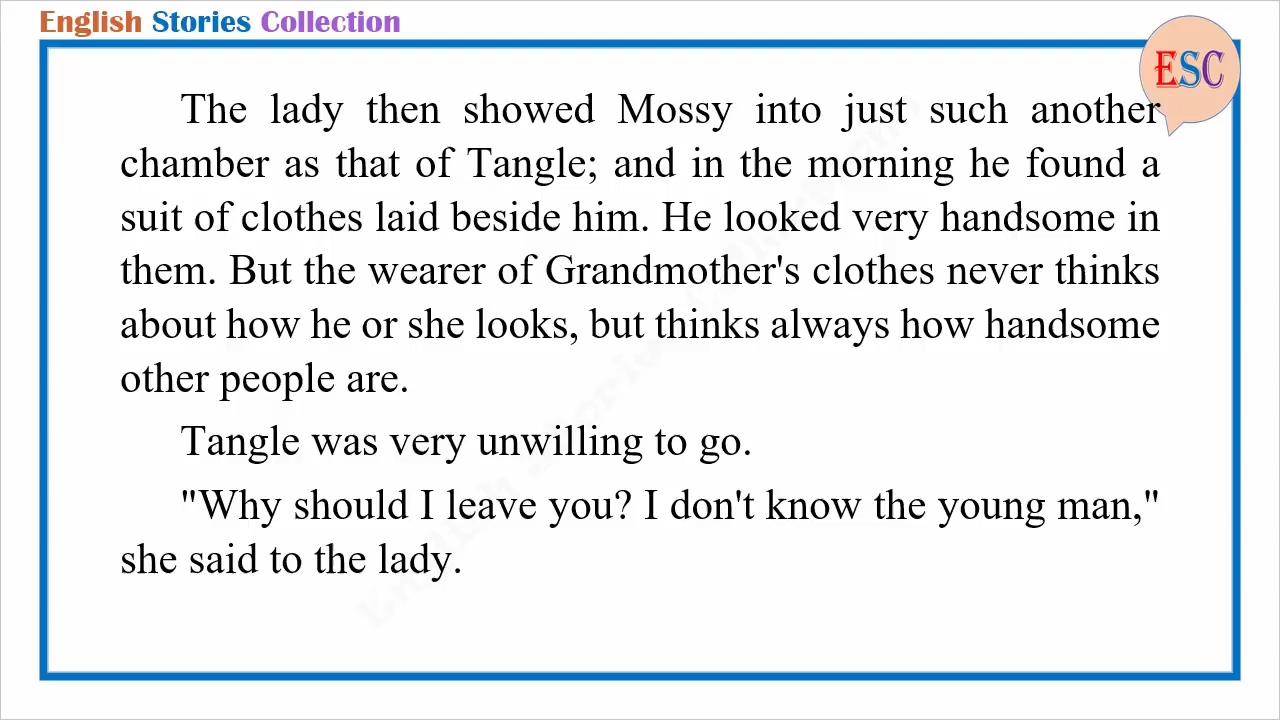 English Stories Collection
ESC
The lady then showed Mossy into just such another
chamber as that of Tangle; and in the morning he found a
suit of clothes laid beside him. He looked very handsome in
them. But the wearer of Grandmother's clothes never thinks
about how he or she looks, but thinks always how handsome
other people are.
Tangle was very unwilling to go.
"Why should I leave you? I don't know the young man,"
she said to the lady.